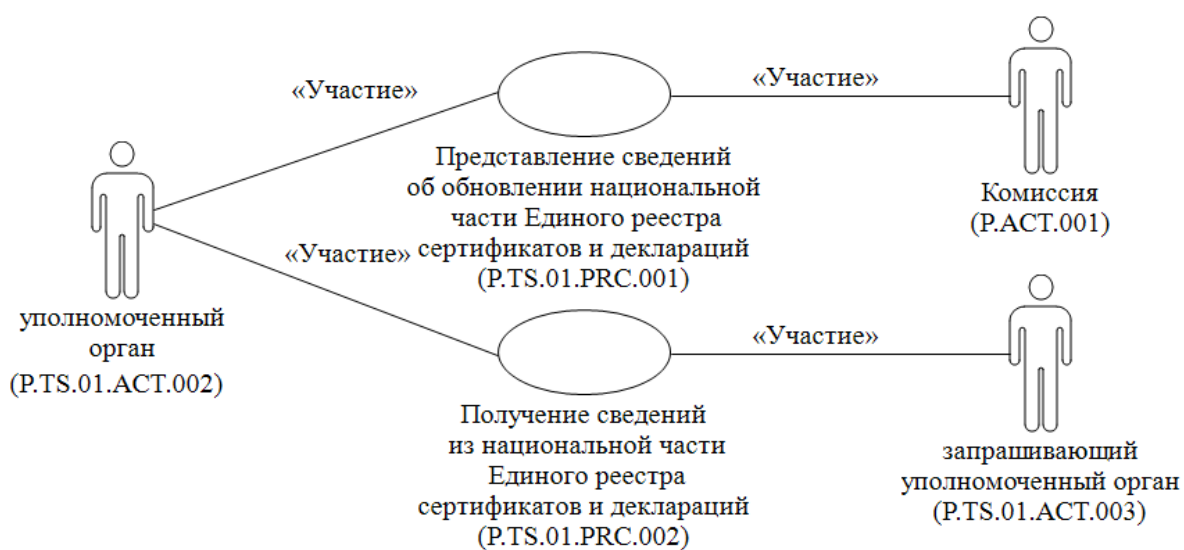 «Участие»
«Участие»
Представление сведений
об обновлении национальной
части Единого реестра
сертификатов и деклараций
(P.TS.01.PRC.001)
Комиссия
(P.ACT.001)
«Участие»
уполномоченный
орган
(P.TS.01.ACT.002)
«Участие»
Получение сведений
из национальной части
Единого реестра
сертификатов и деклараций
(P.TS.01.PRC.002)
запрашивающий
уполномоченный орган
(P.TS.01.ACT.003)